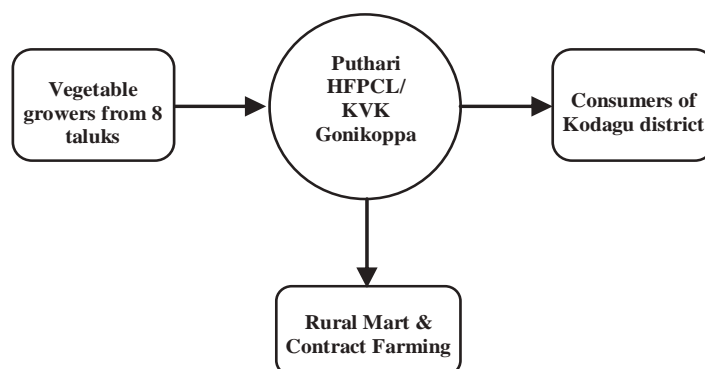 Vegetable
growers from 8
taluks
Puthari
HFPCL/
KVK
Gonikoppa
Consumers of
Kodagu district
Rural Mart &
Contract Farming